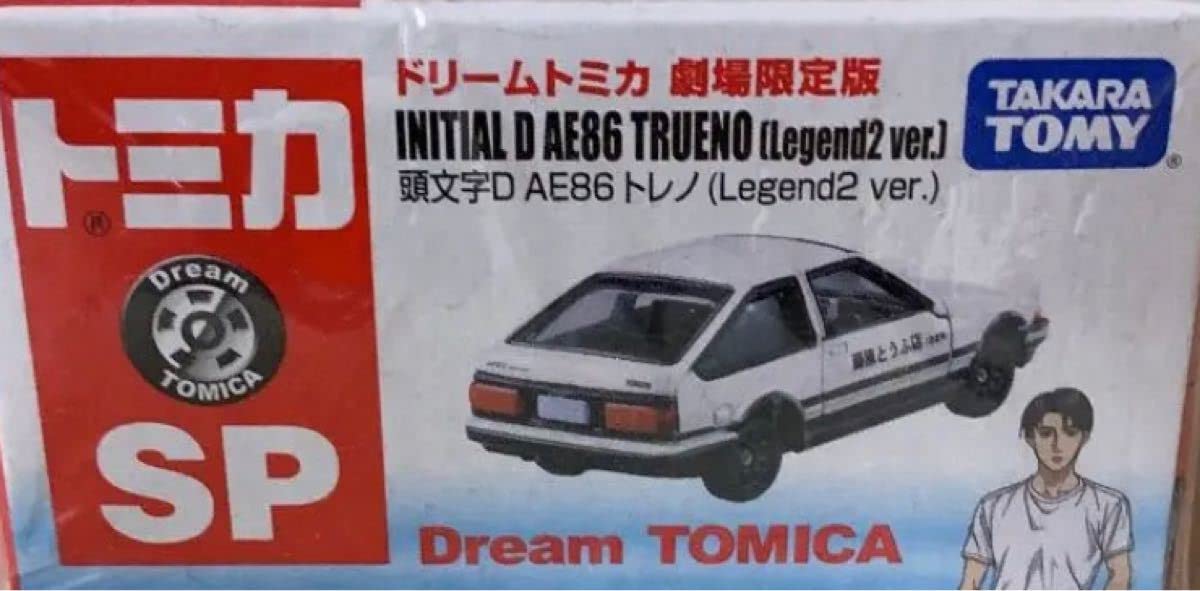 トミカ
®
Dream
TOMICA
SP
ドリームトミカ 劇場限定版
INITIAL D AE86 TRUENO (Legend2 ver.)
頭文字D AE86 トレノ (Legend2 ver.)
TAKARA
TOMY
®
藤原とうふ店
Dream TOMICA